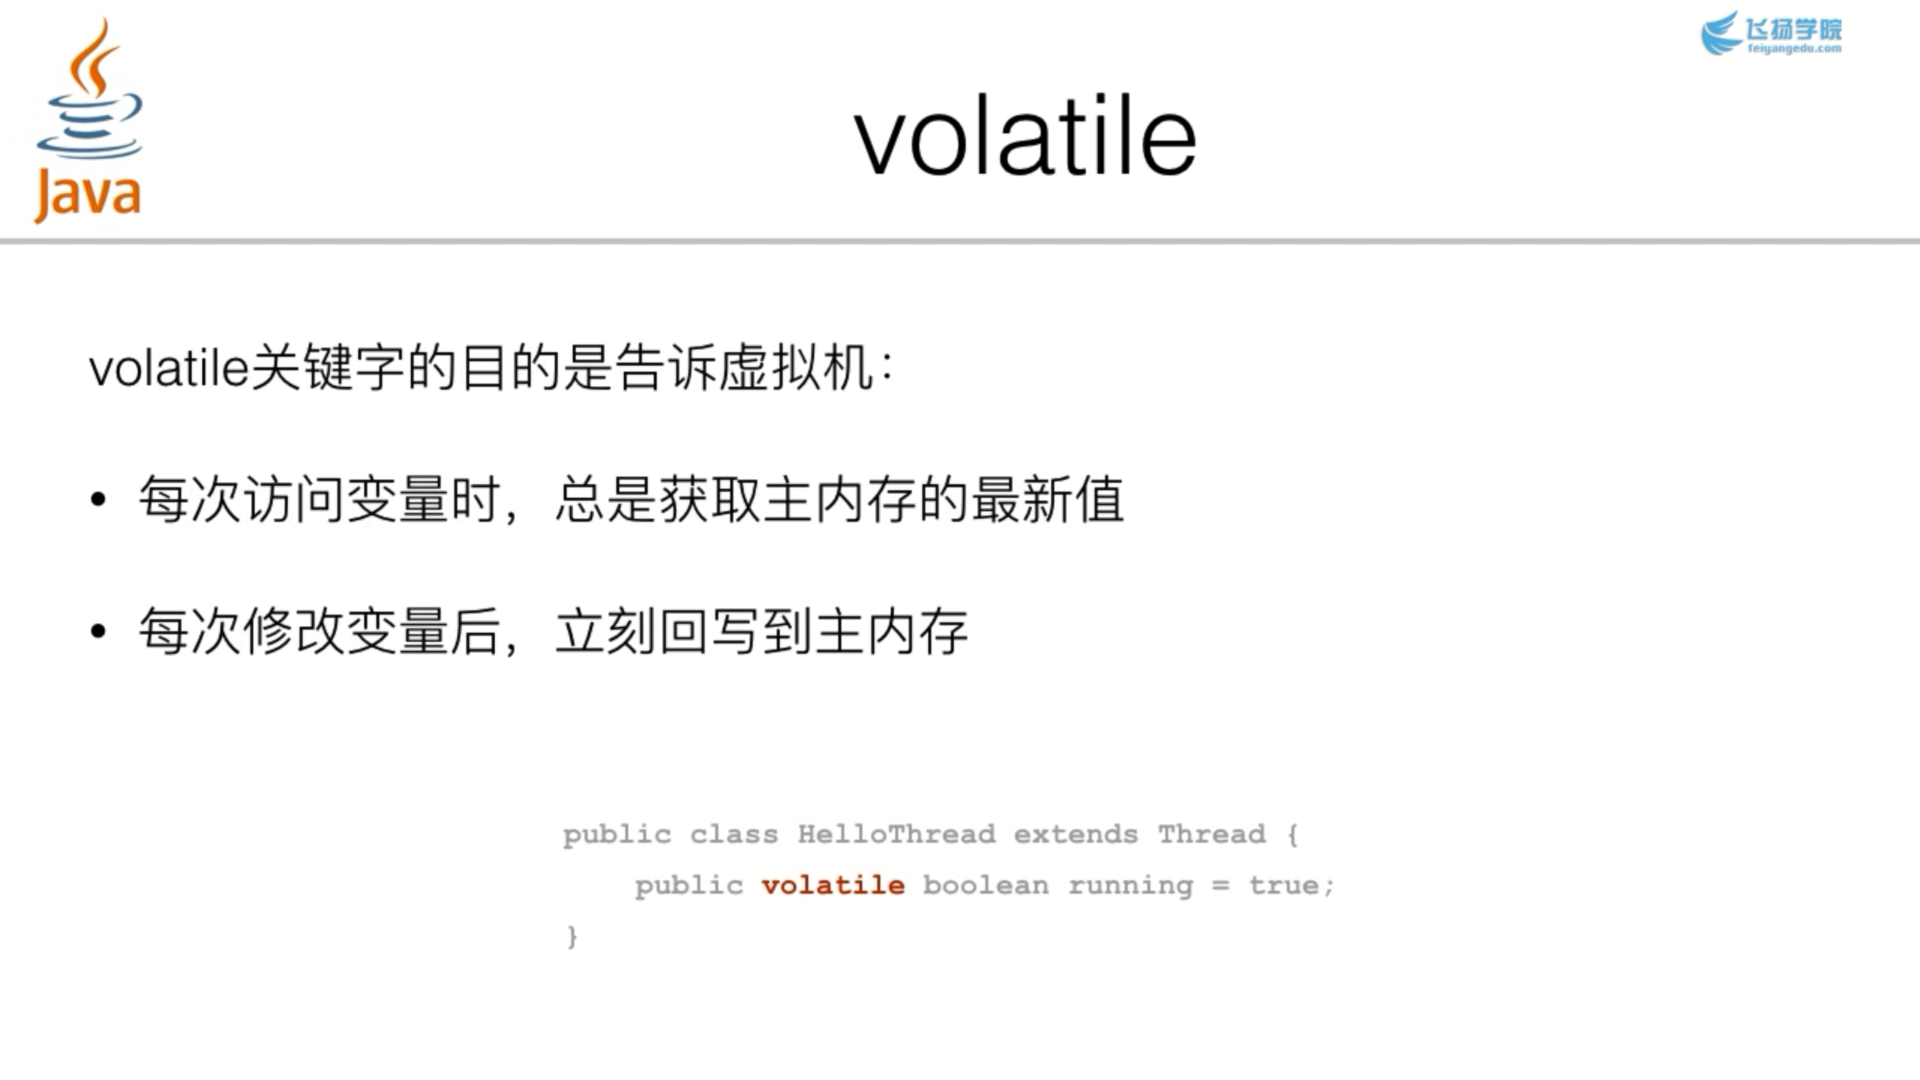 Java
飞扬学院
feiyangedu.com
volatile
volatile关键字的目的是告诉虚拟机：
• 每次访问变量时，总是获取主内存的最新值
• 每次修改变量后，立刻回写到主内存
public class HelloThread extends Thread {
    public volatile boolean running = true;
}